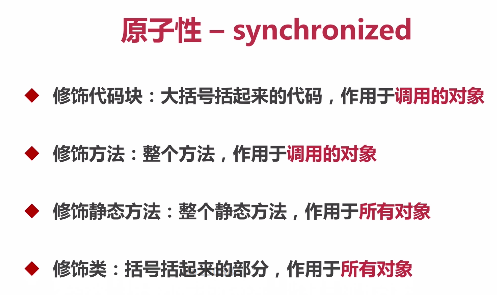 原子性 – synchronized
修饰代码块：大括号括起来的代码，作用于调用的对象
修饰方法：整个方法，作用于调用的对象
修饰静态方法：整个静态方法，作用于所有对象
修饰类：括号括起来的部分，作用于所有对象